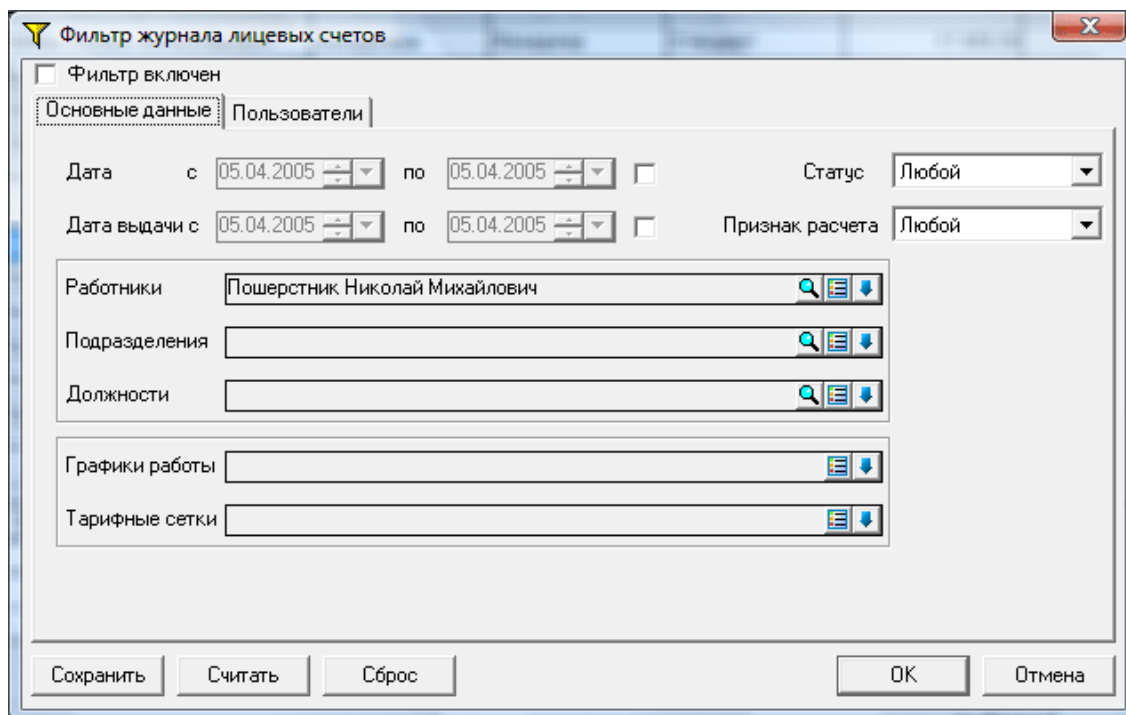 Фильтр журнала лицевых счетов
Фильтр включен
Основные данные Пользователи
Дата с 05.04.2005 по 05.04.2005 Статус Любой
Дата выдачи с 05.04.2005 по 05.04.2005 Признак расчета Любой
Работники Пошерстник Николай Михайлович
Подразделения
Должности
Графики работы
Тарифные сетки
Сохранить Считать Сброс OK Отмена